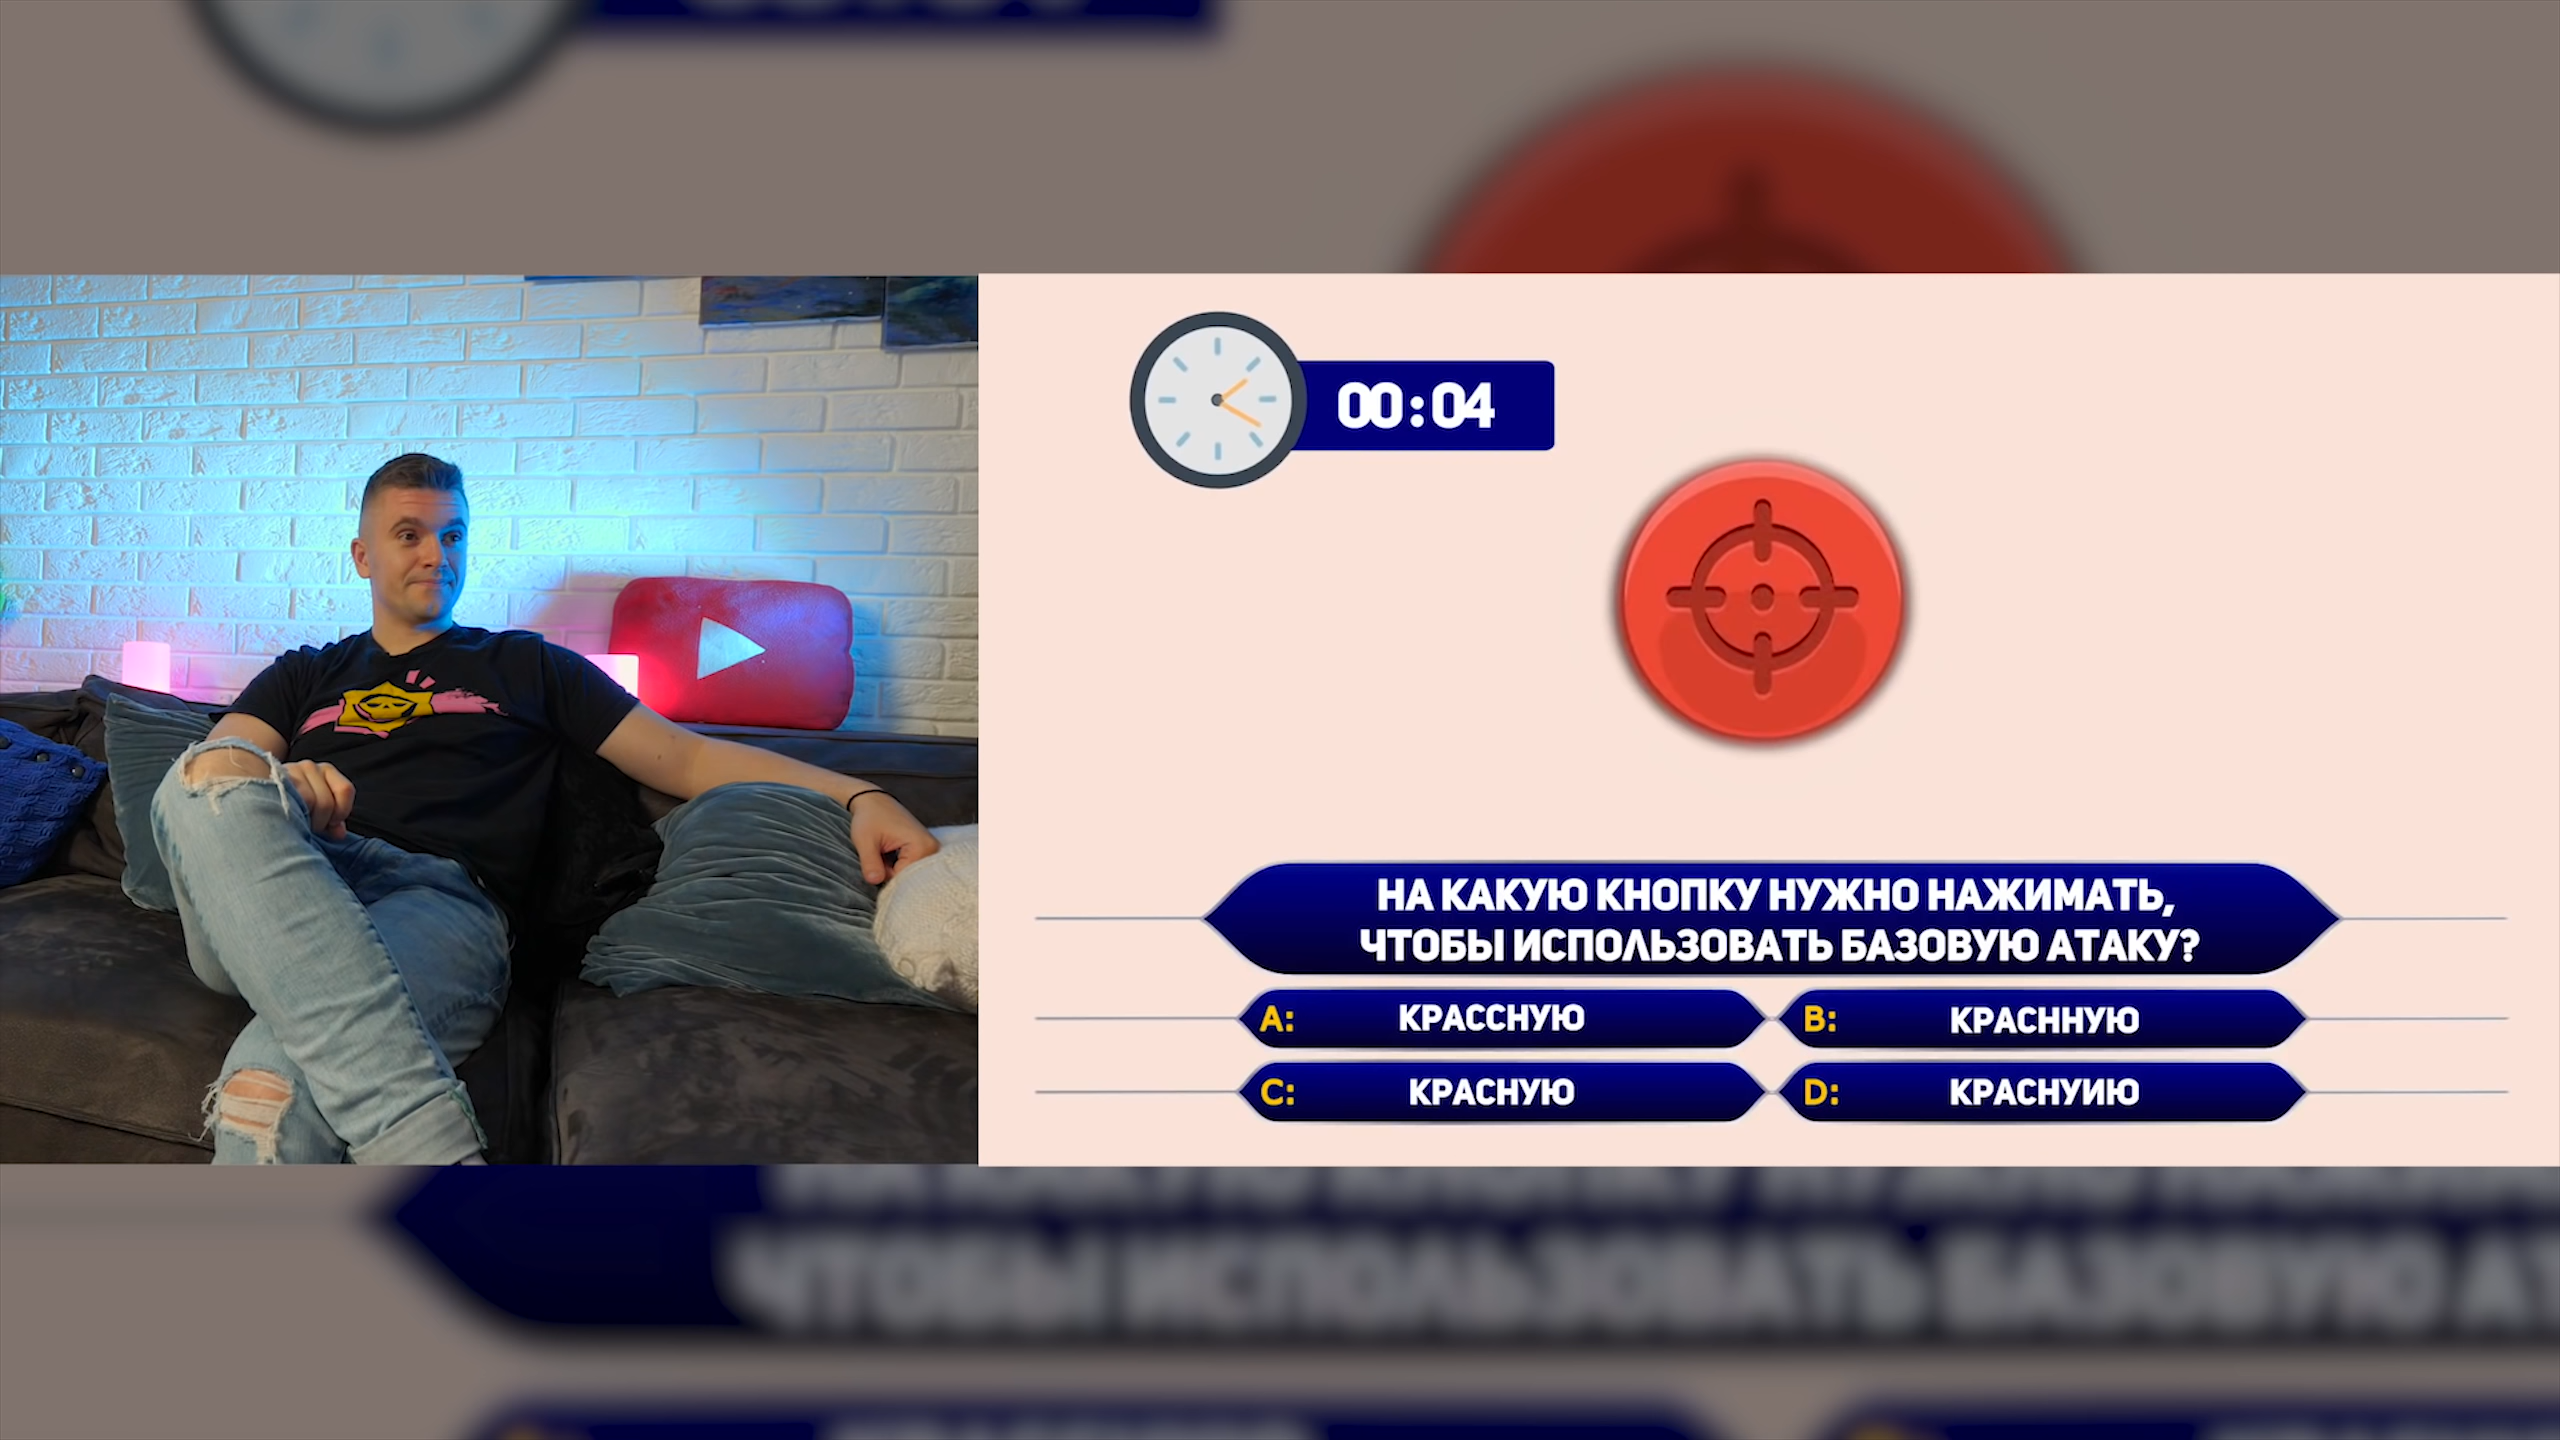 00:04
НА КАКУЮ КНОПКУ НУЖНО НАЖИМАТЬ,
ЧТОБЫ ИСПОЛЬЗОВАТЬ БАЗОВУЮ АТАКУ?
A: КРАССНУЮ
B: КРАСННУЮ
C: КРАСНУЮ
D: КРАСНУИЮ